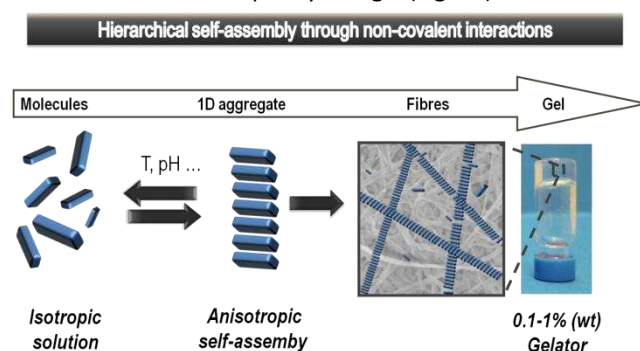 Hierarchical self-assembly through non-covalent interactions
Molecules 1D aggregate Fibres Gel
T, pH ...
Isotropic
solution
Anisotropic
self-assemby
0.1-1% (wt)
Gelator